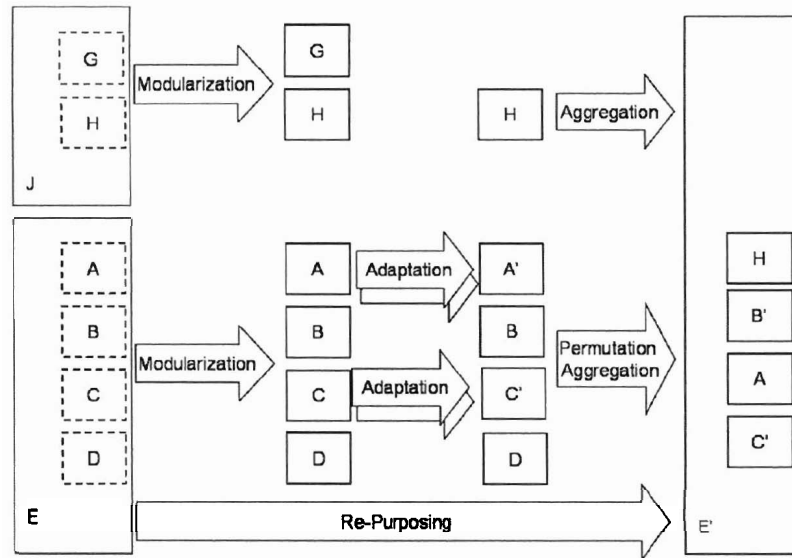 G
H
J
Modularization
G
H
H
Aggregation
A
B
C
D
E
Modularization
A
B
C
D
Adaptation
Adaptation
A'
B
C'
D
Permutation
Aggregation
Re-Purposing
H
B'
A
C'
E'